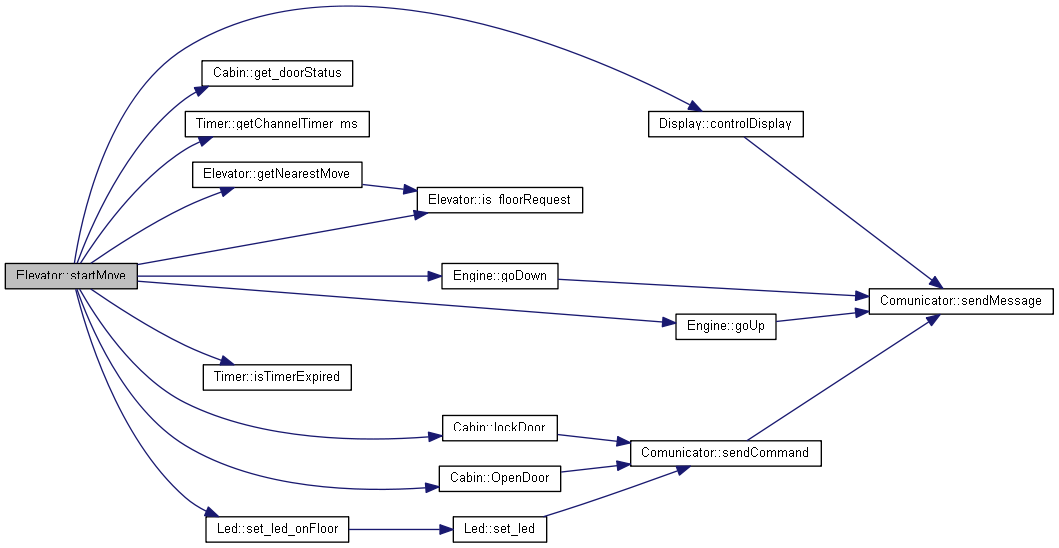 Cabin::get_doorStatus
Timer::getChannelTimer_ms
Display::controlDisplay
Elevator::getNearestMove
Elevator::is_floorRequest
Elevator::startMove
Engine::goDown
Comunicator::sendMessage
Engine::goUp
Timer::isTimerExpired
Cabin::lockDoor
Comunicator::sendCommand
Cabin::OpenDoor
Led::set_led_onFloor
Led::set_led